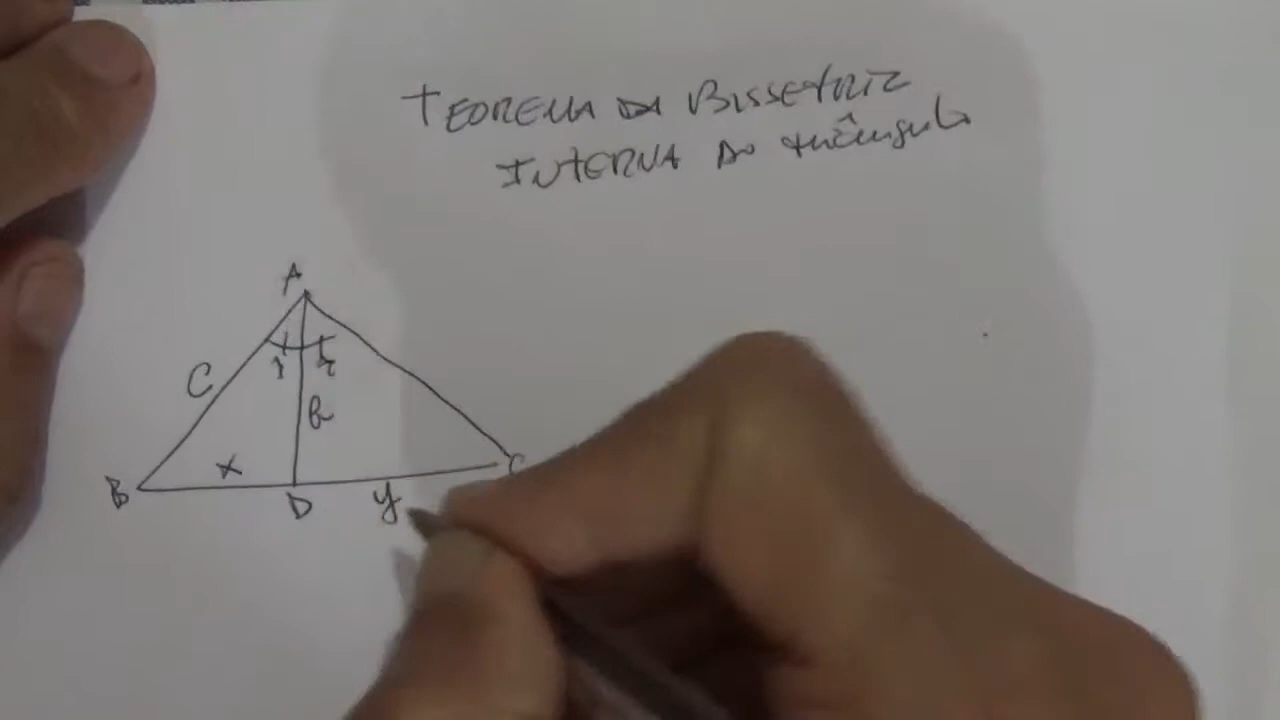 TEOREMA DA BISSETRIZ
INTERNA DO triângulo
A
C
B
x
D
y
C